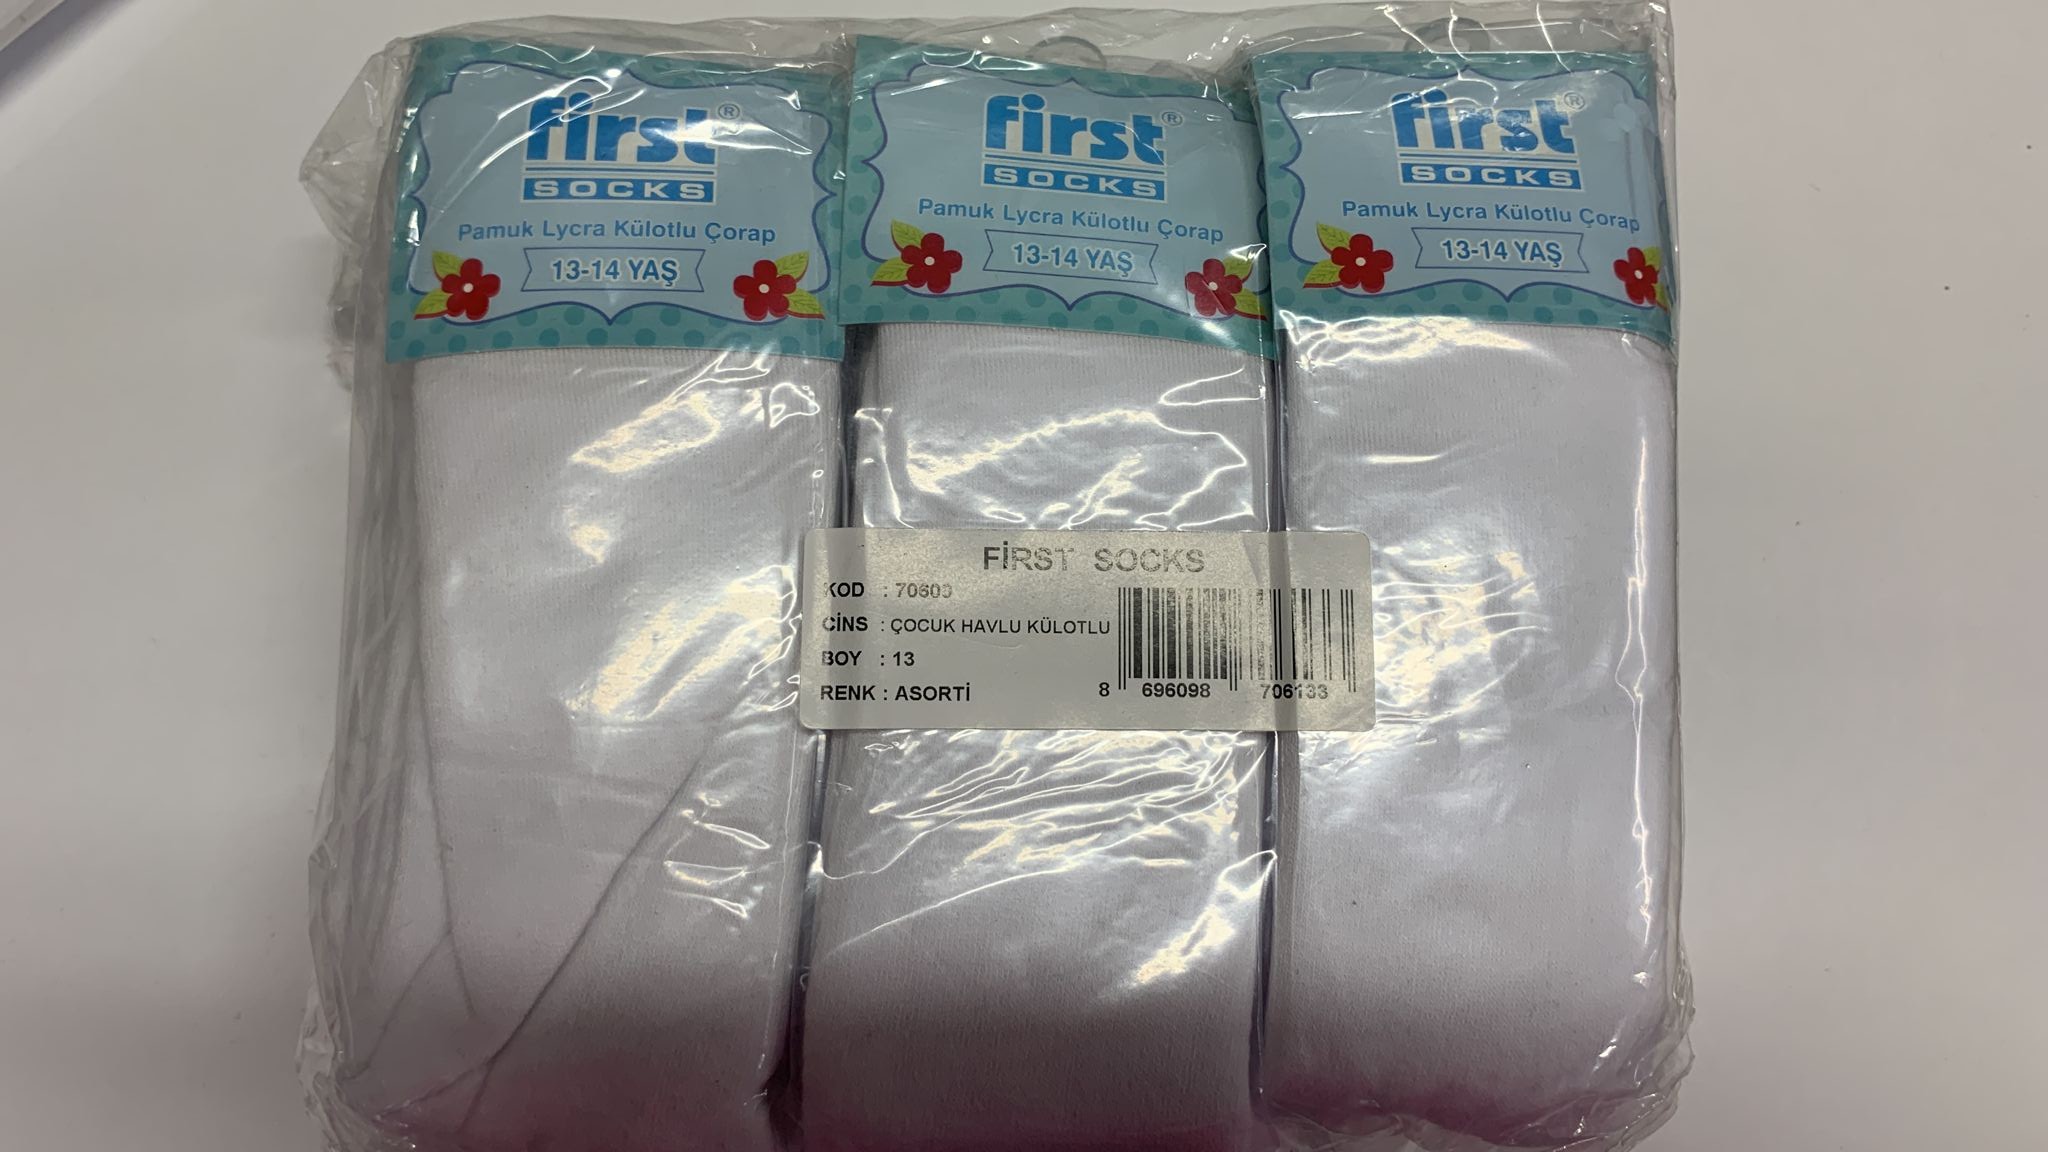 first®
SOCKS
Pamuk Lycra Külotlu Çorap
13-14 YAŞ
first®
SOCKS
Pamuk Lycra Külotlu Çorap
13-14 YAŞ
first®
SOCKS
Pamuk Lycra Külotlu Çorap
13-14 YAŞ
FİRST SOCKS
KOD : 70603
CİNS : ÇOCUK HAVLU KÜLOTLU
BOY : 13
RENK : ASORTİ
8 696098 706133